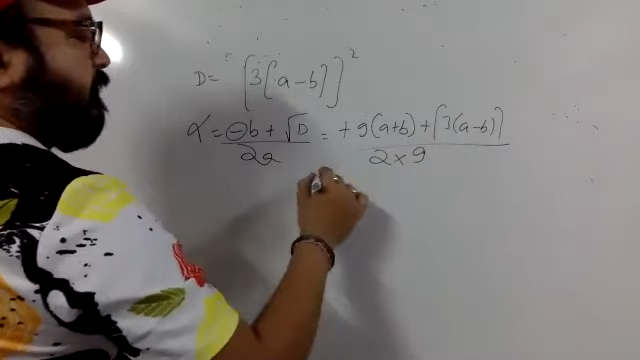 D = [3[a-b]]²
α = ⊖b + √D / 2a = +9(a+b) + [3(a-b)] / 2×9